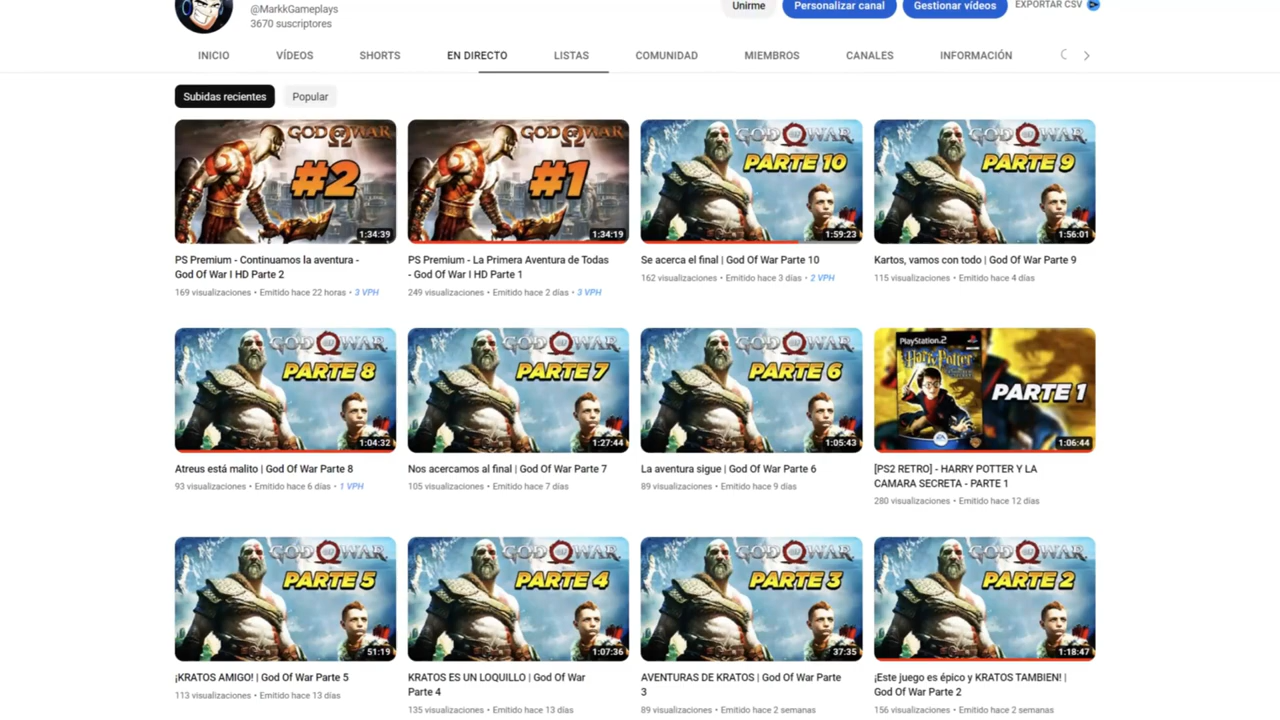 @MarkkGameplays
3670 suscriptores
Unirme
Personalizar canal
Gestionar vídeos
EXPORTAR CSV
INICIO VÍDEOS SHORTS EN DIRECTO LISTAS COMUNIDAD MIEMBROS CANALES INFORMACIÓN
Subidas recientes Popular
GOD OF WAR
#2
1:34:39
PS Premium - Continuamos la aventura -
God Of War I HD Parte 2
169 visualizaciones • Emitido hace 22 horas • 3 VPH
GOD OF WAR
#1
1:34:19
PS Premium - La Primera Aventura de Todas
- God Of War I HD Parte 1
249 visualizaciones • Emitido hace 2 días • 3 VPH
GOD OF WAR
PARTE 10
1:59:23
Se acerca el final | God Of War Parte 10
162 visualizaciones • Emitido hace 3 días • 2 VPH
GOD OF WAR
PARTE 9
1:56:01
Kartos, vamos con todo | God Of War Parte 9
115 visualizaciones • Emitido hace 4 días
GOD OF WAR
PARTE 8
1:04:32
Atreus está malito | God Of War Parte 8
93 visualizaciones • Emitido hace 6 días • 1 VPH
GOD OF WAR
PARTE 7
1:27:44
Nos acercamos al final | God Of War Parte 7
105 visualizaciones • Emitido hace 7 días
GOD OF WAR
PARTE 6
1:05:43
La aventura sigue | God Of War Parte 6
89 visualizaciones • Emitido hace 9 días
PlayStation 2
Harry Potter
PARTE 1
EA
1:06:44
[PS2 RETRO] - HARRY POTTER Y LA
CAMARA SECRETA - PARTE 1
280 visualizaciones • Emitido hace 12 días
GOD OF WAR
PARTE 5
51:19
¡KRATOS AMIGO! | God Of War Parte 5
113 visualizaciones • Emitido hace 13 días
GOD OF WAR
PARTE 4
1:07:36
KRATOS ES UN LOQUILLO | God Of War
Parte 4
135 visualizaciones • Emitido hace 13 días
GOD OF WAR
PARTE 3
37:35
AVENTURAS DE KRATOS | God Of War Parte
3
89 visualizaciones • Emitido hace 2 semanas
GOD OF WAR
PARTE 2
1:18:47
¡Este juego es épico y KRATOS TAMBIEN! |
God Of War Parte 2
156 visualizaciones • Emitido hace 2 semanas